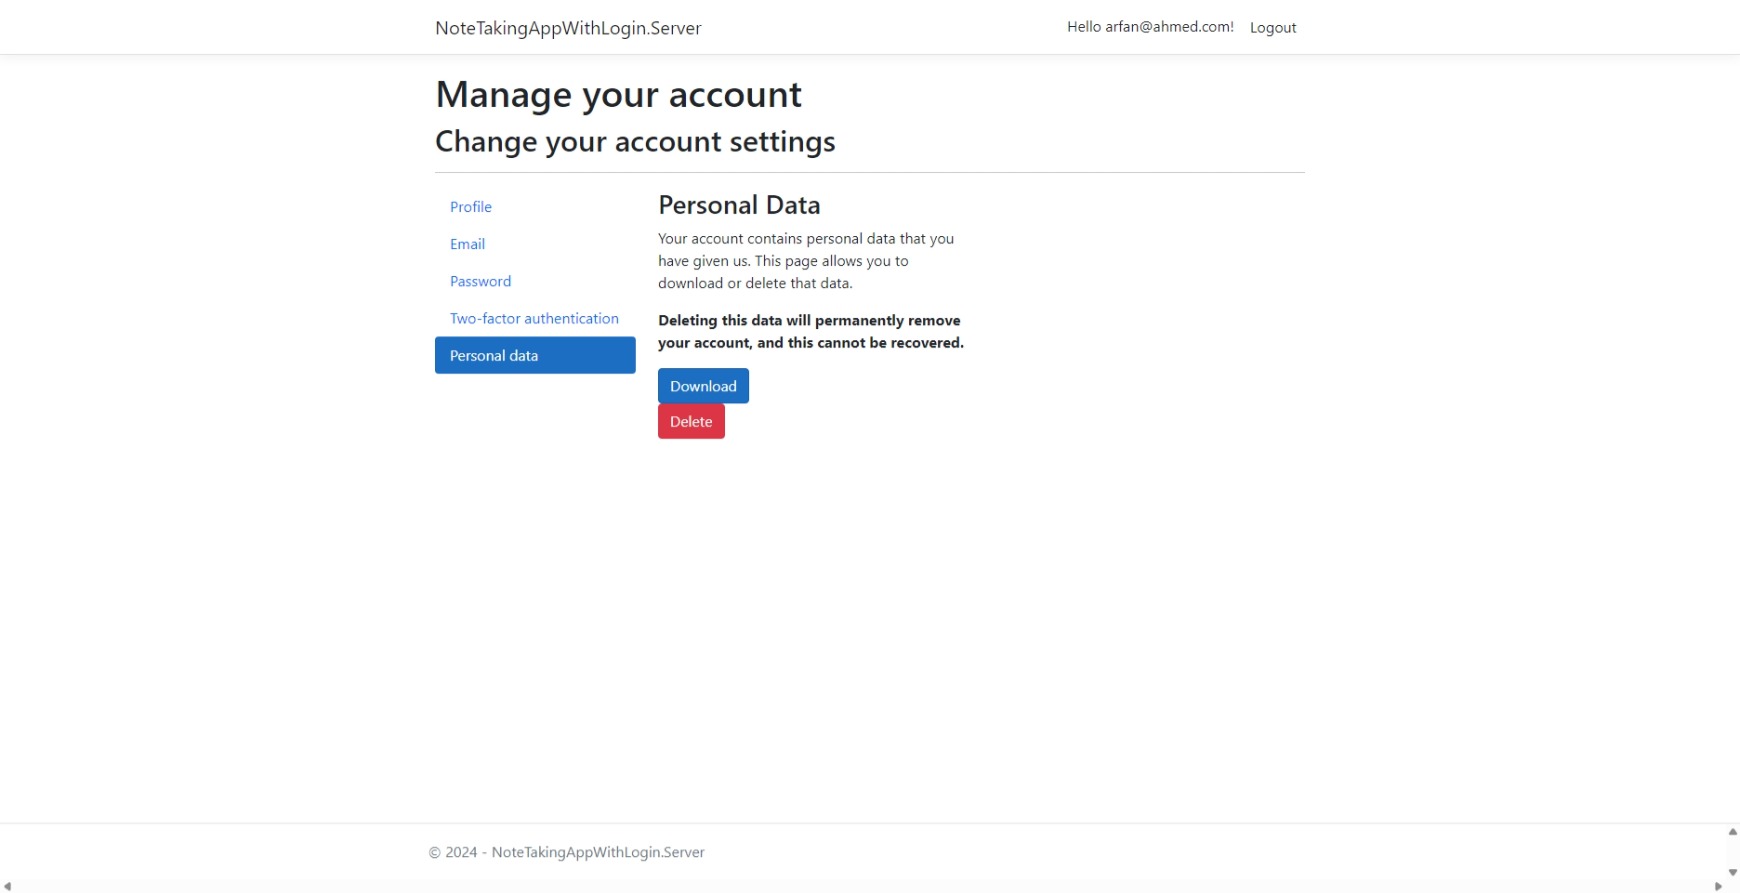 NoteTakingAppWithLogin.Server
Hello arfan@ahmed.com!
Logout
Manage your account
Change your account settings
Profile
Email
Password
Two-factor authentication
Personal data
Personal Data
Your account contains personal data that you
have given us. This page allows you to
download or delete that data.
Deleting this data will permanently remove
your account, and this cannot be recovered.
Download
Delete
© 2024 - NoteTakingAppWithLogin.Server